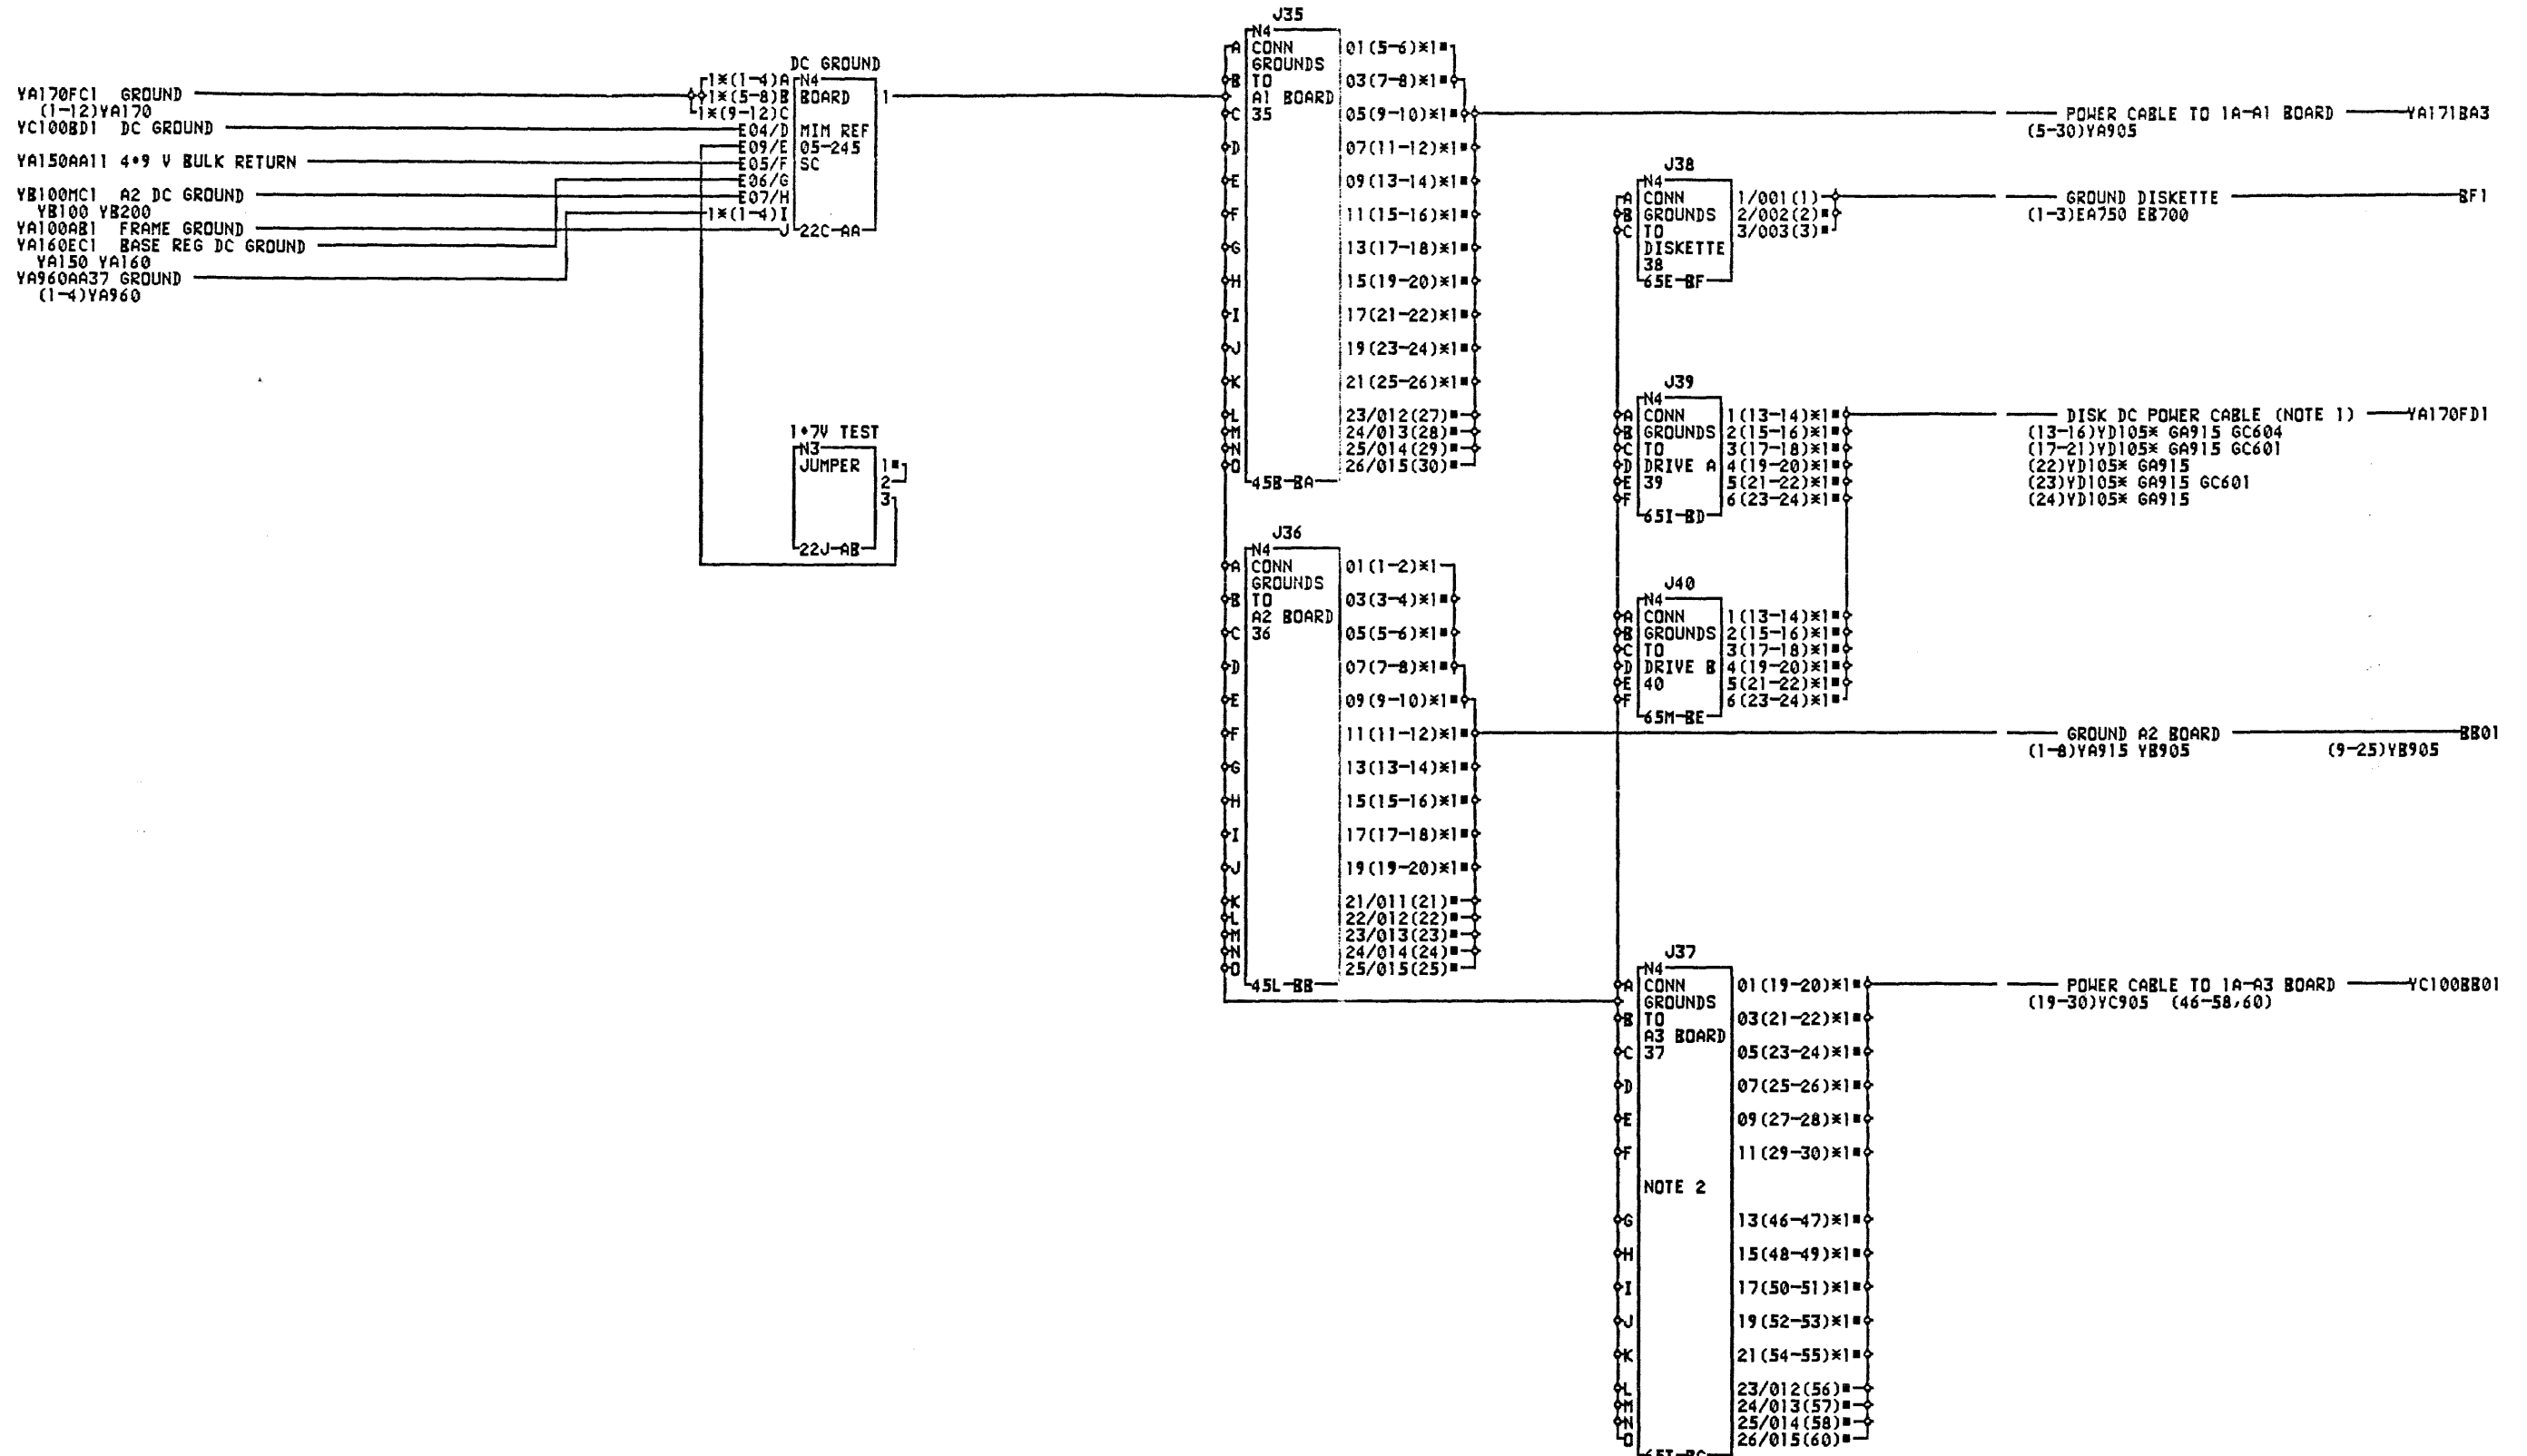 YA170FC1 GROUND
(1-12)YA170
YC100BD1 DC GROUND
YA150AA11 4•9 V BULK RETURN
YB100MC1 A2 DC GROUND
YB100 YB200
YA100AB1 FRAME GROUND
YA160EC1 BASE REG DC GROUND
YA150 YA160
YA960AA37 GROUND
(1-4)YA960
DC GROUND
1*(1-4)A N4
1*(5-8)B BOARD 1
1*(9-12)C
E04/D MIM REF
E09/E 05-245
E05/F SC
E06/G
E07/H
1*(1-4)I
J 22C-AA
1•7V TEST
N3
JUMPER 1
2
3
22J-AB
J35
N4
A CONN 01(5-6)*1
GROUNDS
B TO 03(7-8)*1
A1 BOARD
C 35 05(9-10)*1
D 07(11-12)*1
E 09(13-14)*1
F 11(15-16)*1
G 13(17-18)*1
H 15(19-20)*1
I 17(21-22)*1
J 19(23-24)*1
K 21(25-26)*1
L 23/012(27)
M 24/013(28)
N 25/014(29)
O 26/015(30)
45B-BA
J36
N4
A CONN 01(1-2)*1
GROUNDS
B TO 03(3-4)*1
A2 BOARD
C 36 05(5-6)*1
D 07(7-8)*1
E 09(9-10)*1
F 11(11-12)*1
G 13(13-14)*1
H 15(15-16)*1
I 17(17-18)*1
J 19(19-20)*1
K 21/011(21)
L 22/012(22)
M 23/013(23)
N 24/014(24)
O 25/015(25)
45L-BB
POWER CABLE TO 1A-A1 BOARD YA171BA3
(5-30)YA905
J38
N4
A CONN 1/001(1)
B GROUNDS 2/002(2)
C TO 3/003(3)
DISKETTE
38
65E-BF
GROUND DISKETTE BF1
(1-3)EA750 EB700
J39
N4
A CONN 1(13-14)*1
B GROUNDS 2(15-16)*1
C TO 3(17-18)*1
D DRIVE A 4(19-20)*1
E 39 5(21-22)*1
F 6(23-24)*1
65I-BD
DISK DC POWER CABLE (NOTE 1) YA170FD1
(13-16)YD105* GA915 GC604
(17-21)YD105* GA915 GC601
(22)YD105* GA915
(23)YD105* GA915 GC601
(24)YD105* GA915
J40
N4
A CONN 1(13-14)*1
B GROUNDS 2(15-16)*1
C TO 3(17-18)*1
D DRIVE B 4(19-20)*1
E 40 5(21-22)*1
F 6(23-24)*1
65M-BE
GROUND A2 BOARD BB01
(1-8)YA915 YB905 (9-25)YB905
J37
N4
A CONN 01(19-20)*1
GROUNDS
B TO 03(21-22)*1
A3 BOARD
C 37 05(23-24)*1
D 07(25-26)*1
E 09(27-28)*1
F 11(29-30)*1
NOTE 2
G 13(46-47)*1
H 15(48-49)*1
I 17(50-51)*1
J 19(52-53)*1
K 21(54-55)*1
L 23/012(56)
M 24/013(57)
N 25/014(58)
O 26/015(60)
POWER CABLE TO 1A-A3 BOARD YC100BB01
(19-30)YC905 (46-58,60)